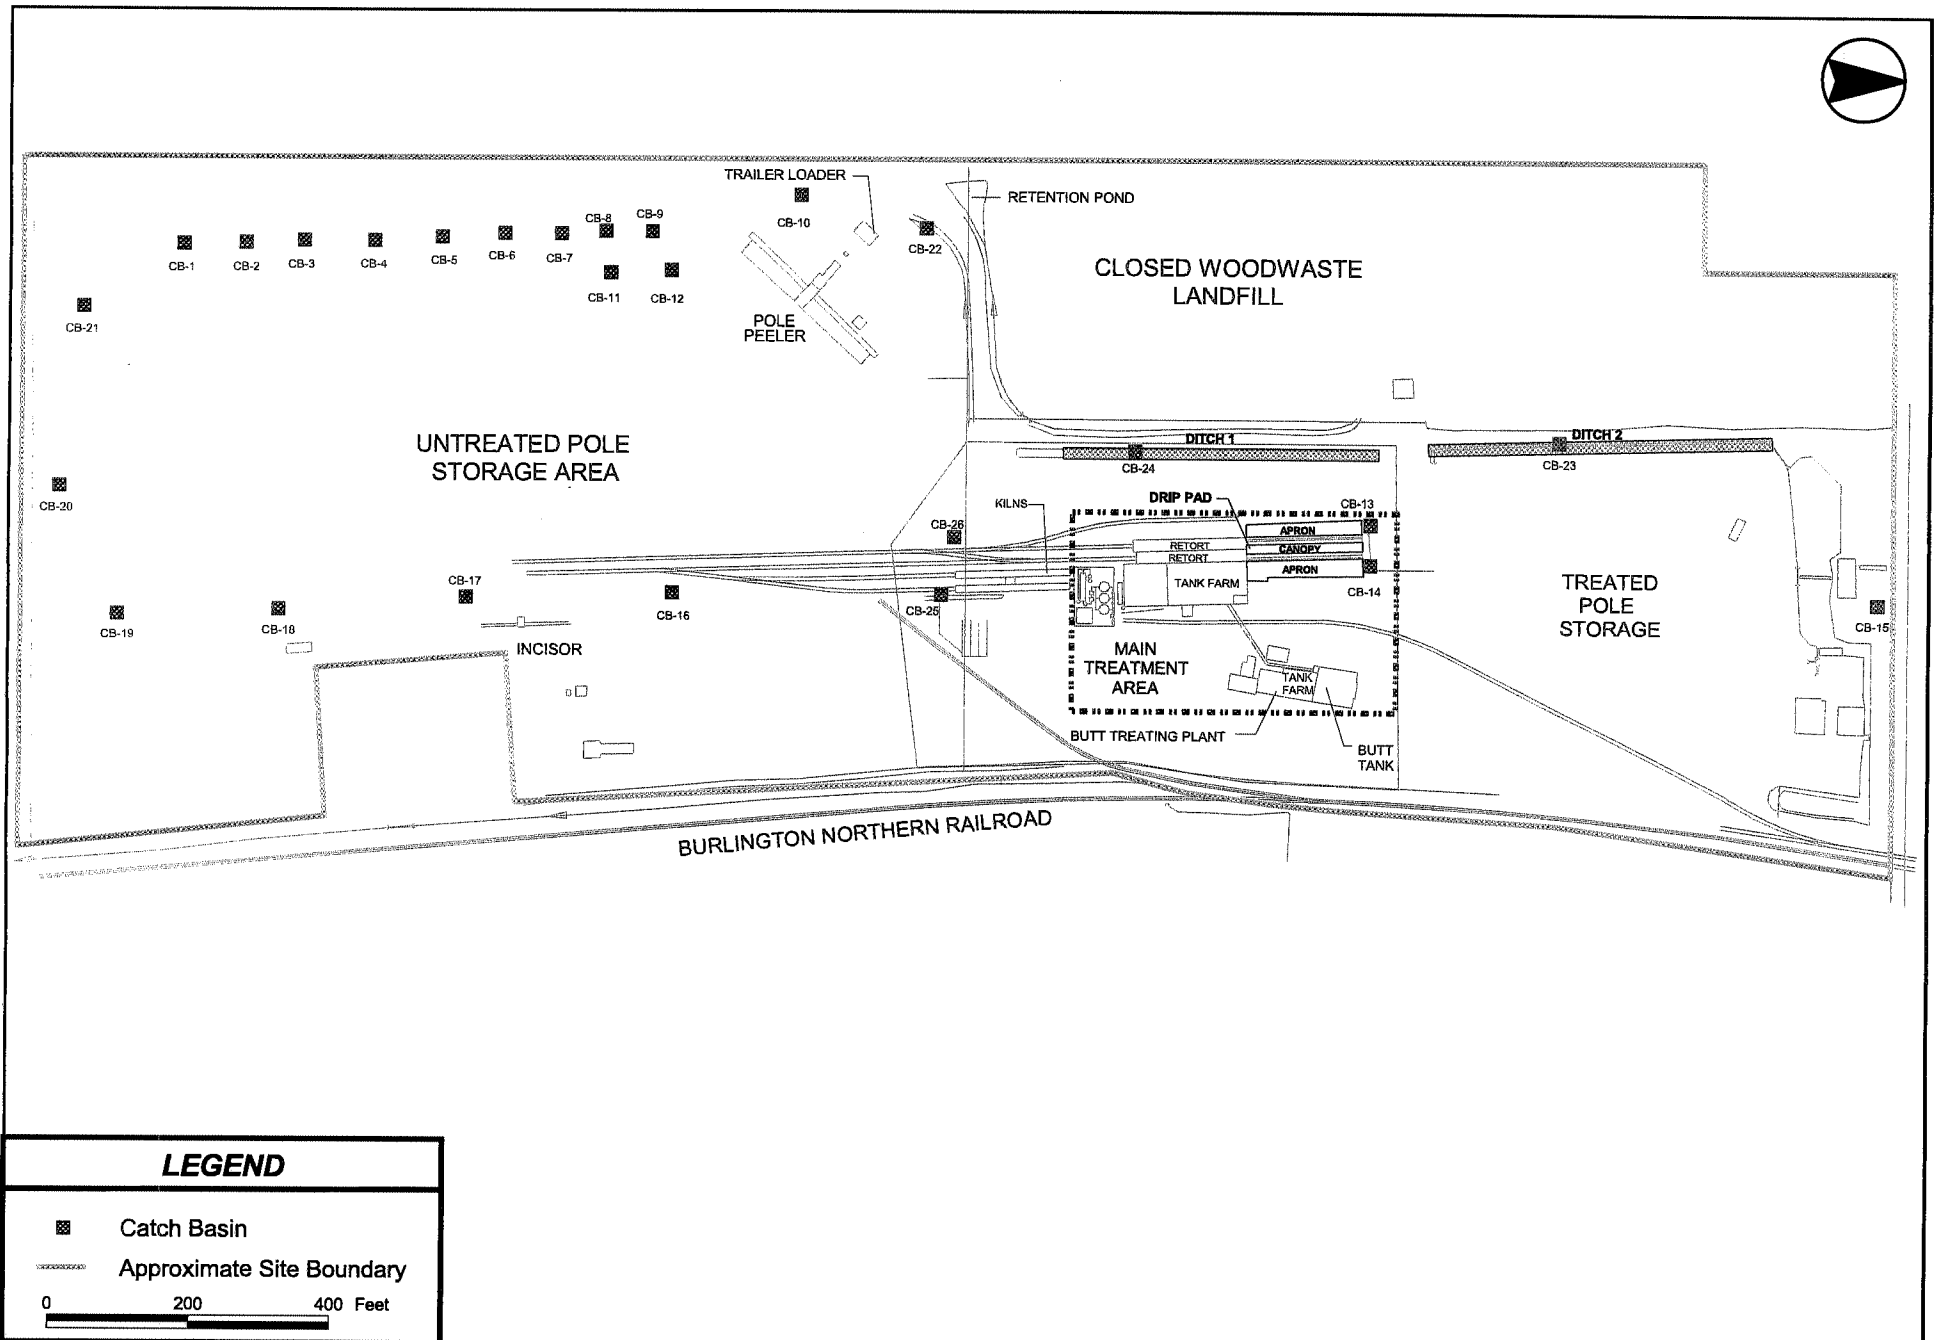 TRAILER LOADER
RETENTION POND
CB-10
CB-8
CB-9
CB-22
CB-1
CB-2
CB-3
CB-4
CB-5
CB-6
CB-7
CB-11
CB-12
CLOSED WOODWASTE
LANDFILL
CB-21
POLE
PEELER
UNTREATED POLE
STORAGE AREA
DITCH 1
DITCH 2
CB-24
CB-23
CB-20
KILNS
DRIP PAD
CB-13
CB-26
APRON
RETORT
CANOPY
RETORT
APRON
TANK FARM
CB-14
CB-17
CB-16
CB-25
CB-19
CB-18
INCISOR
TREATED
POLE
STORAGE
CB-15
MAIN
TREATMENT
AREA
TANK
FARM
BUTT TREATING PLANT
BUTT
TANK
BURLINGTON NORTHERN RAILROAD
LEGEND
Catch Basin
Approximate Site Boundary
0 200 400 Feet